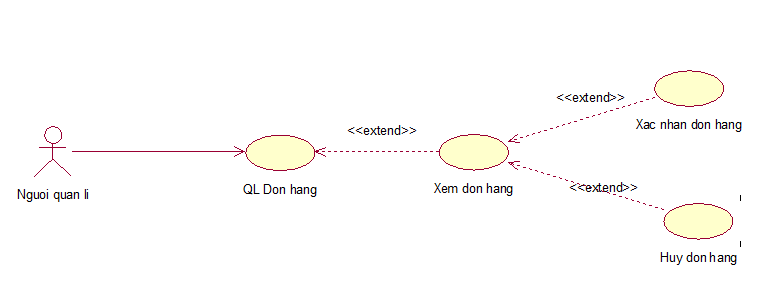 <<extend>>
Xac nhan don hang
<<extend>>
Nguoi quan li
QL Don hang
Xem don hang
<<extend>>
Huy don hang